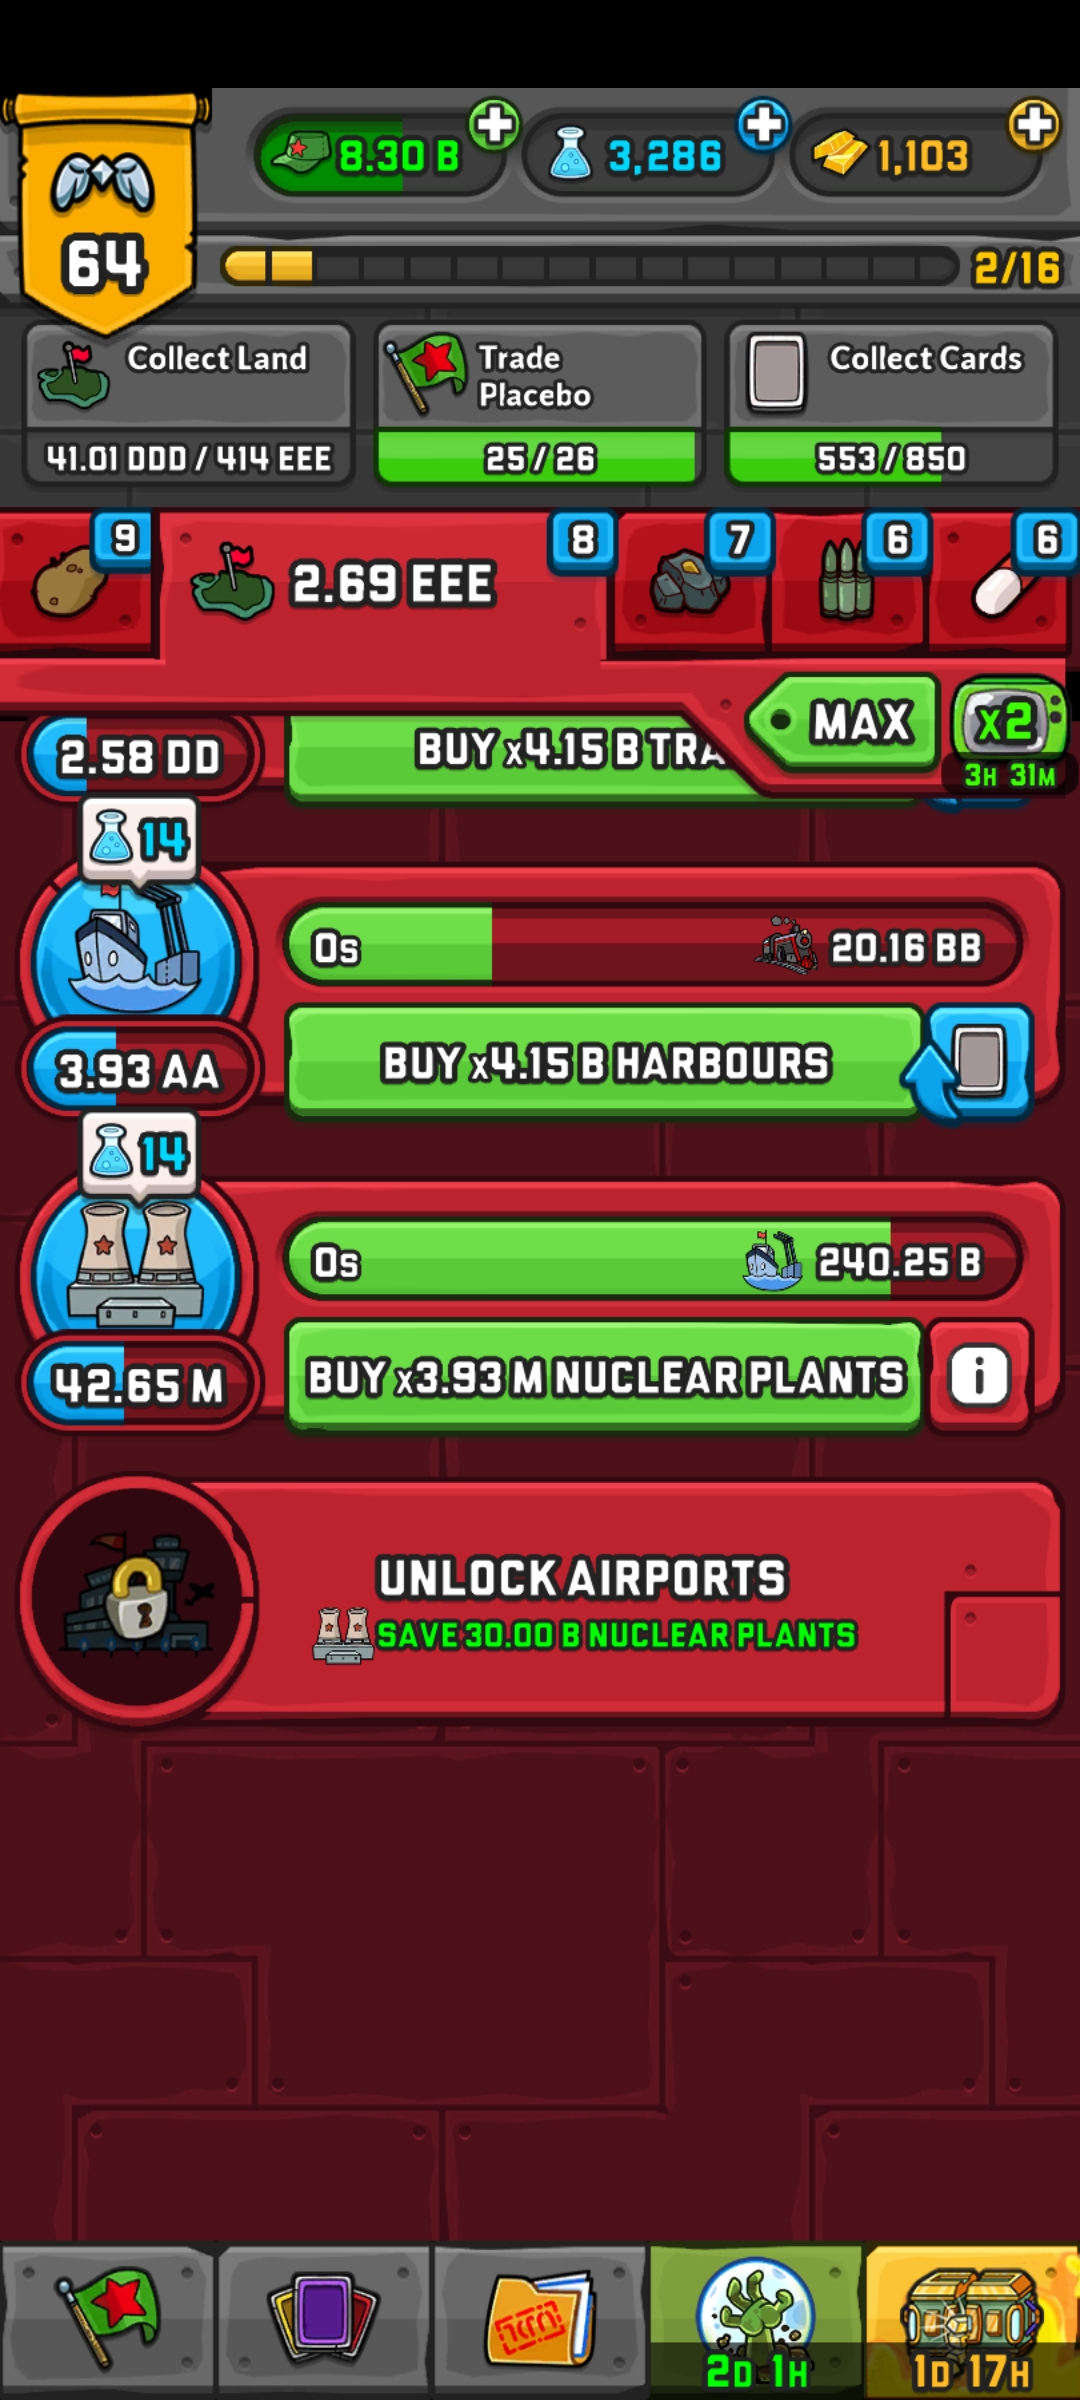 64
8.30 B
3,286
1,103
2/16
Collect Land
41.01 DDD / 414 EEE
Trade
Placebo
25 / 26
Collect Cards
553 / 850
9
2.69 EEE
8
7
6
6
MAX
x2
3H 31M
2.58 DD
BUY x4.15 B TRA
14
0s
20.16 BB
3.93 AA
BUY x4.15 B HARBOURS
14
0s
240.25 B
42.65 M
BUY x3.93 M NUCLEAR PLANTS
i
UNLOCK AIRPORTS
SAVE 30.00 B NUCLEAR PLANTS
2D 1H
1D 17H